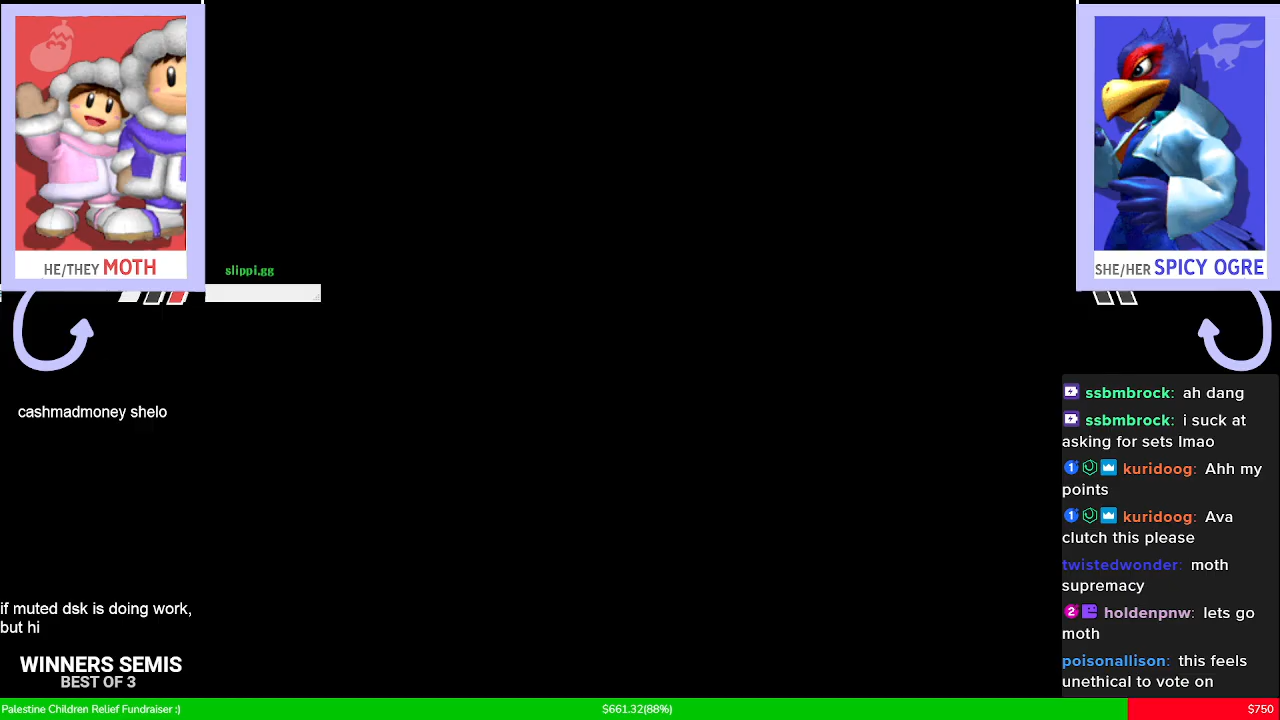 HE/THEY MOTH
slippi.gg
SHE/HER SPICY OGRE
cashmadmoney shelo
if muted dsk is doing work,
but hi
WINNERS SEMIS
BEST OF 3
ssbmbrock: ah dang
ssbmbrock: i suck at
asking for sets lmao
kuridoog: Ahh my
points
kuridoog: Ava
clutch this please
twistedwonder: moth
supremacy
holdenpnw: lets go
moth
poisonallison: this feels
unethical to vote on
Palestine Children Relief Fundraiser :)
$661.32(88%)
$750